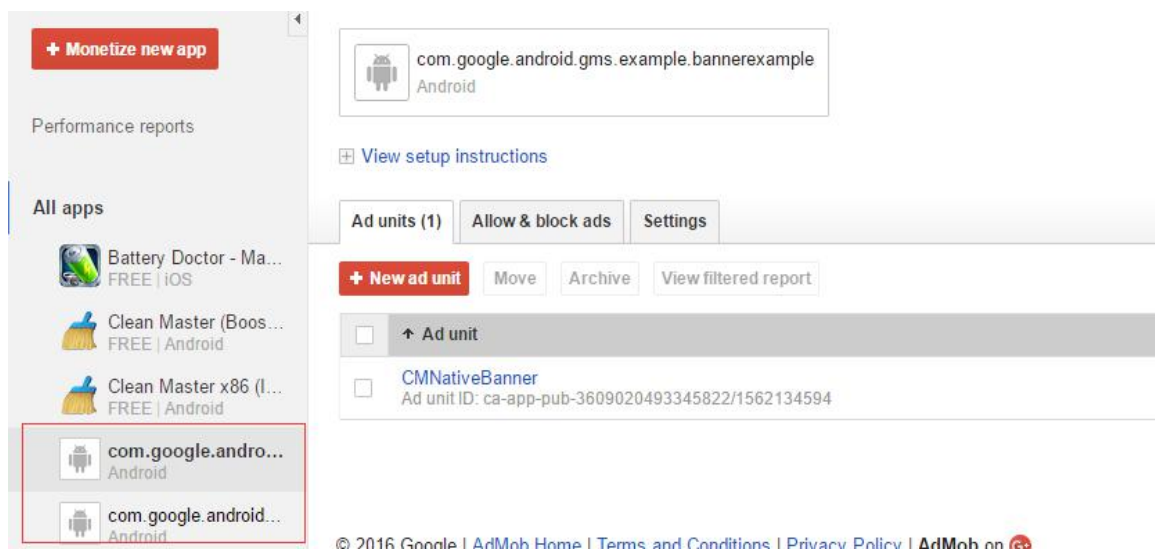 + Monetize new app
Performance reports
All apps
Battery Doctor - Ma...
FREE | iOS
Clean Master (Boos...
FREE | Android
Clean Master x86 (I...
FREE | Android
com.google.andro...
Android
com.google.android...
Android
com.google.android.gms.example.bannerexample
Android
View setup instructions
Ad units (1) Allow & block ads Settings
+ New ad unit Move Archive View filtered report
↑ Ad unit
CMNativeBanner
Ad unit ID: ca-app-pub-3609020493345822/1562134594
© 2016 Google | AdMob Home | Terms and Conditions | Privacy Policy | AdMob on G+